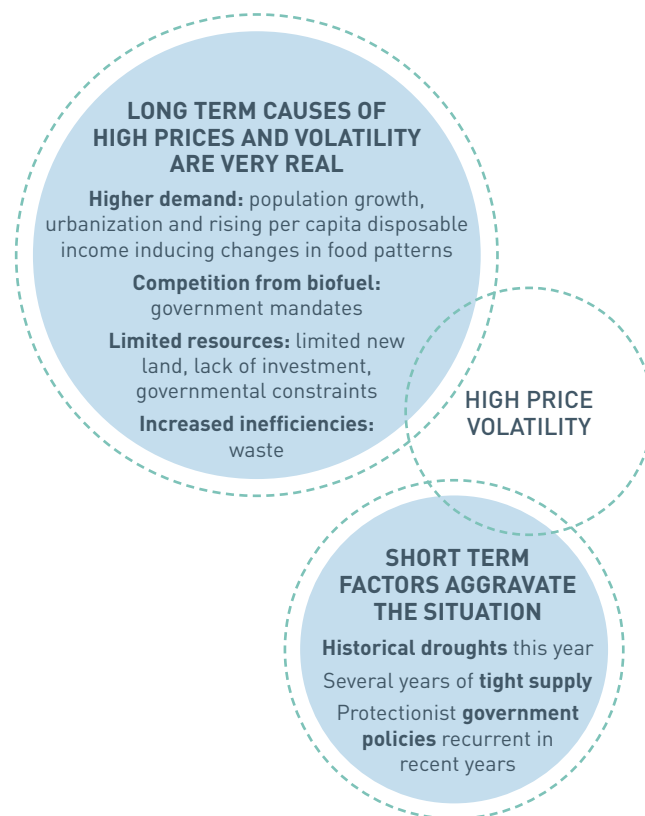 LONG TERM CAUSES OF
HIGH PRICES AND VOLATILITY
ARE VERY REAL
Higher demand: population growth,
urbanization and rising per capita disposable
income inducing changes in food patterns
Competition from biofuel:
government mandates
Limited resources: limited new
land, lack of investment,
governmental constraints
Increased inefficiencies:
waste
HIGH PRICE
VOLATILITY
SHORT TERM
FACTORS AGGRAVATE
THE SITUATION
Historical droughts this year
Several years of tight supply
Protectionist government
policies recurrent in
recent years